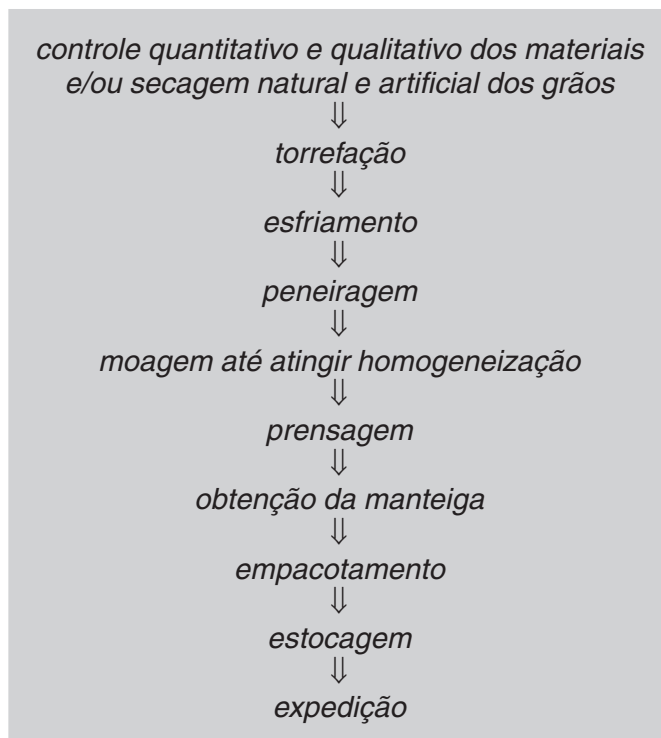 controle quantitativo e qualitativo dos materiais
e/ou secagem natural e artificial dos grãos
⇓
torrefação
⇓
esfriamento
⇓
peneiragem
⇓
moagem até atingir homogeneização
⇓
prensagem
⇓
obtenção da manteiga
⇓
empacotamento
⇓
estocagem
⇓
expedição